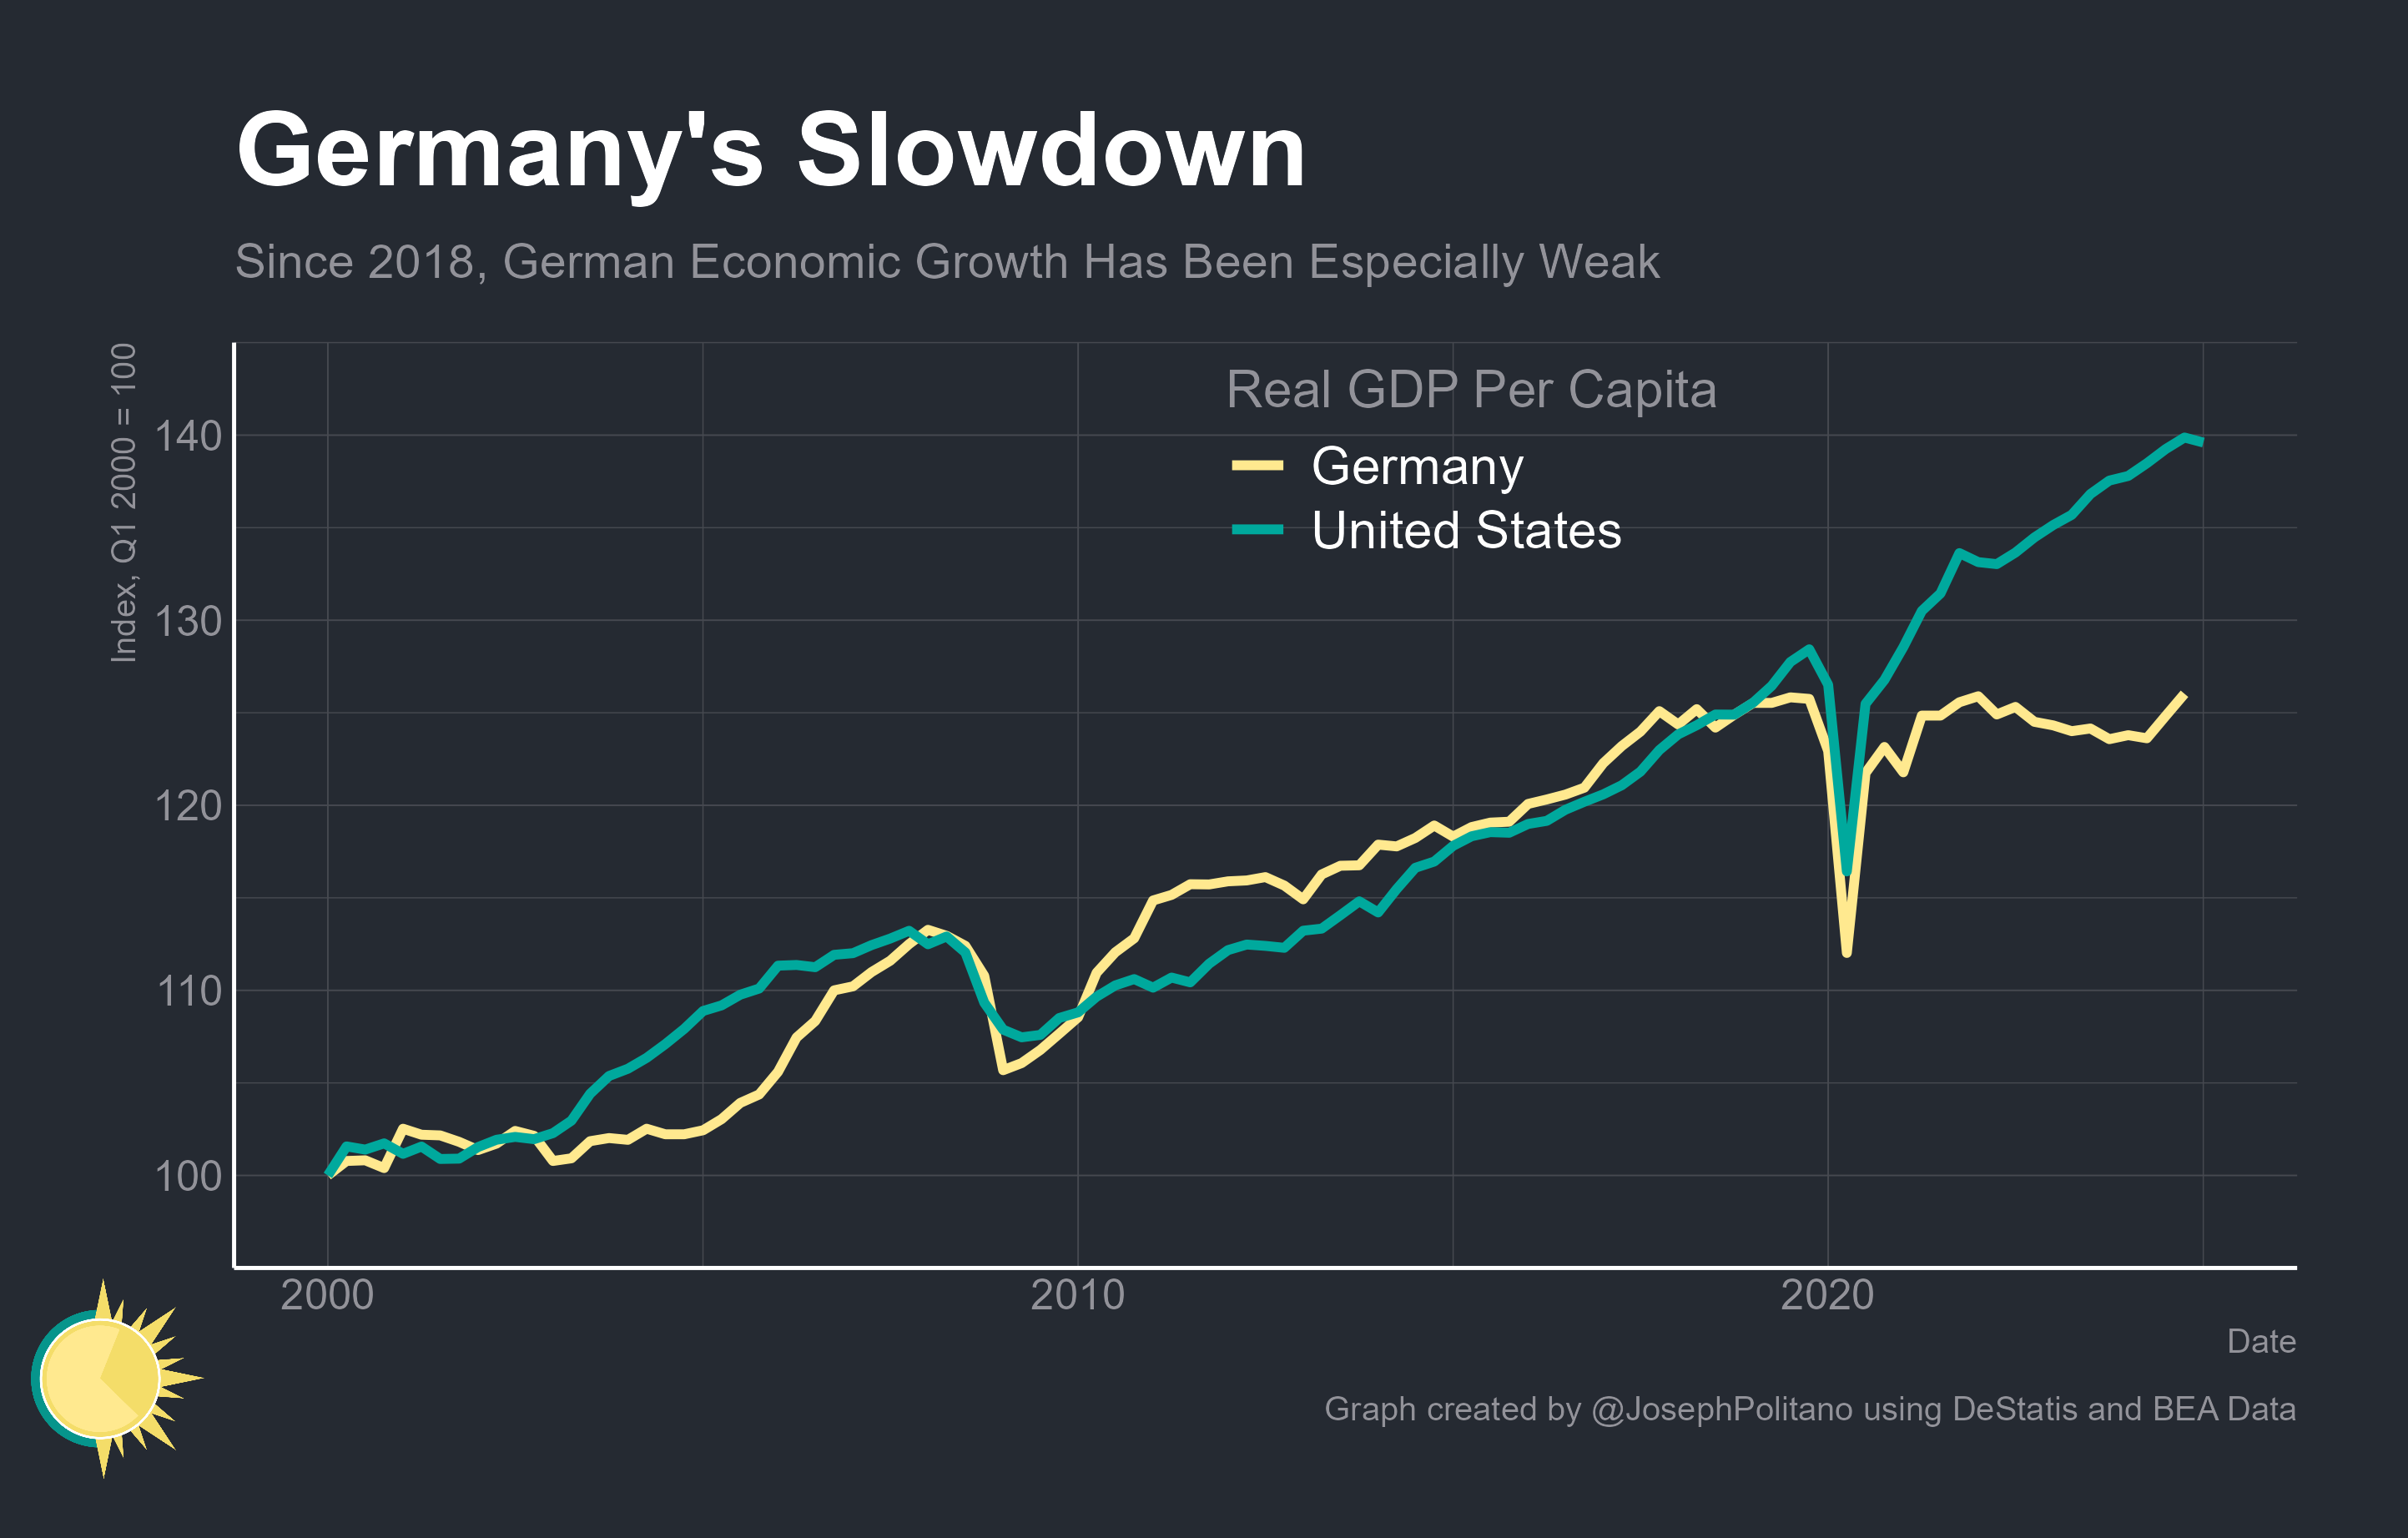 Germany's Slowdown
Since 2018, German Economic Growth Has Been Especially Weak
Index, Q1 2000 = 100
Real GDP Per Capita
Germany
United States
140
130
120
110
100
2000
2010
2020
Date
Graph created by @JosephPolitano using DeStatis and BEA Data